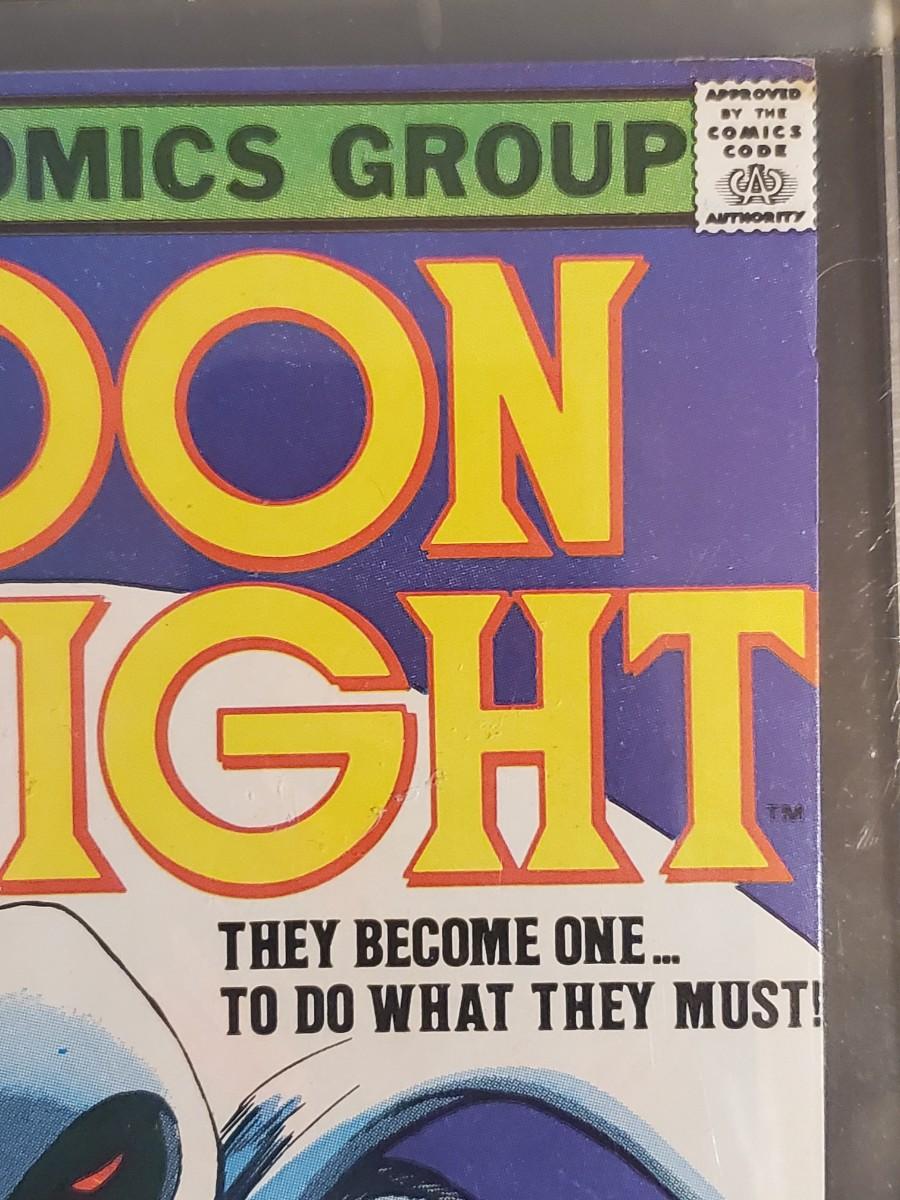 OMICS GROUP
APPROVED
BY THE
COMICS
CODE
A
AUTHORITY
OON
IGHT
TM
THEY BECOME ONE...
TO DO WHAT THEY MUST!